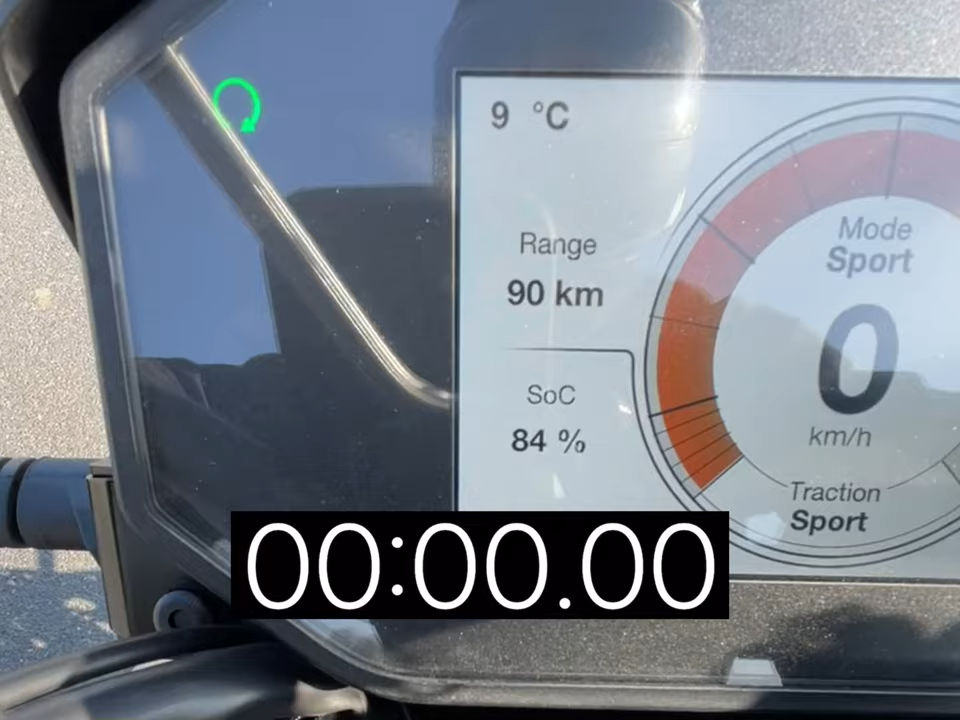 9 °C
Range
90 km
SoC
84 %
Mode
Sport
0
km/h
Traction
Sport
00:00.00